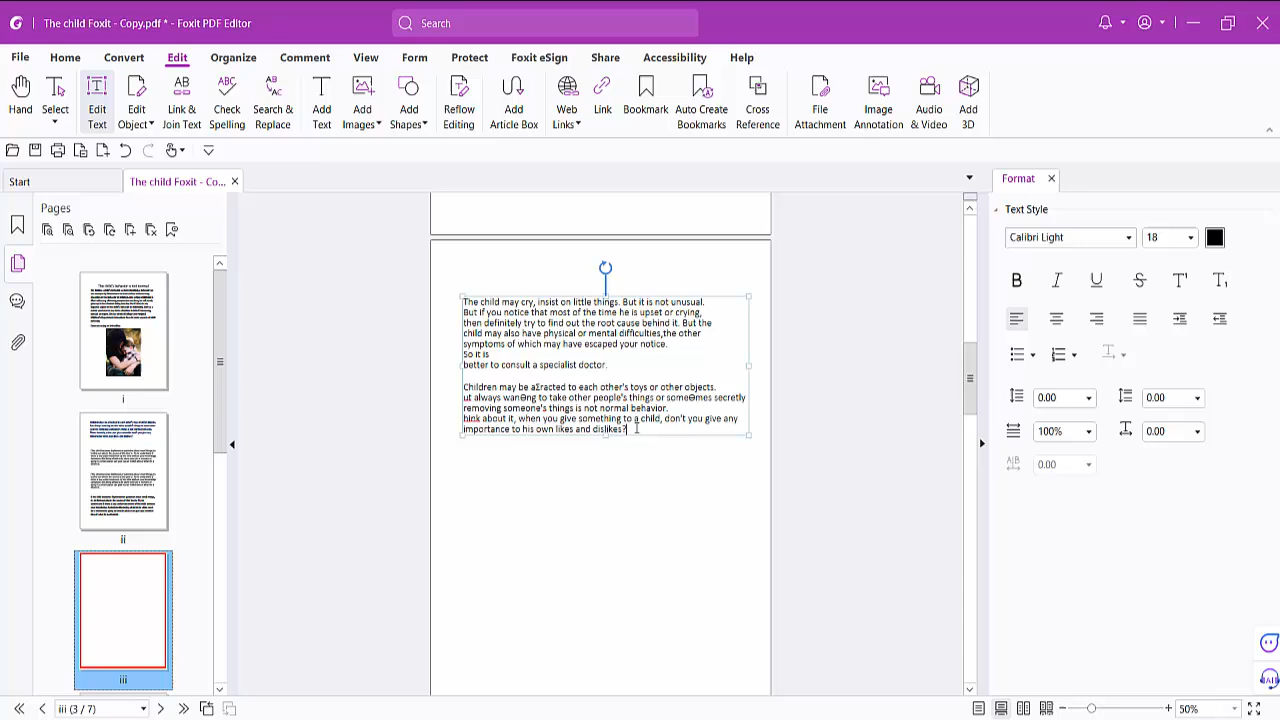 The child Foxit - Copy.pdf * - Foxit PDF Editor
Search
File Home Convert Edit Organize Comment View Form Protect Foxit eSign Share Accessibility Help
Hand
Select
Edit Text
Edit Object
Link & Join Text
Check Spelling
Search & Replace
Add Text
Add Images
Add Shapes
Reflow Editing
Add Article Box
Web Links
Link
Bookmark
Auto Create Bookmarks
Cross Reference
File Attachment
Image Annotation
Audio & Video
Add 3D
Start
The child Foxit - Co...
Pages
i
ii
iii
The child may cry,insist on little things. But it is not unusual.
But if you notice that most of the time he is upset or crying,
then definitely try to find out the root cause behind it. But the
child may also have physical or mental difficulties,the other
symptoms of which may have escaped your notice.
So it is
better to consult a specialist doctor.
Children may be aƩracted to each other's toys or other objects.
ut always wanƟng to take other people's things or someƟmes secretly
removing someone's things is not normal behavior.
hink about it, when you give something to a child, don't you give any
importance to his own likes and dislikes?
Format
Text Style
Calibri Light
18
0.00
0.00
100%
0.00
0.00
iii (3 / 7)
50%